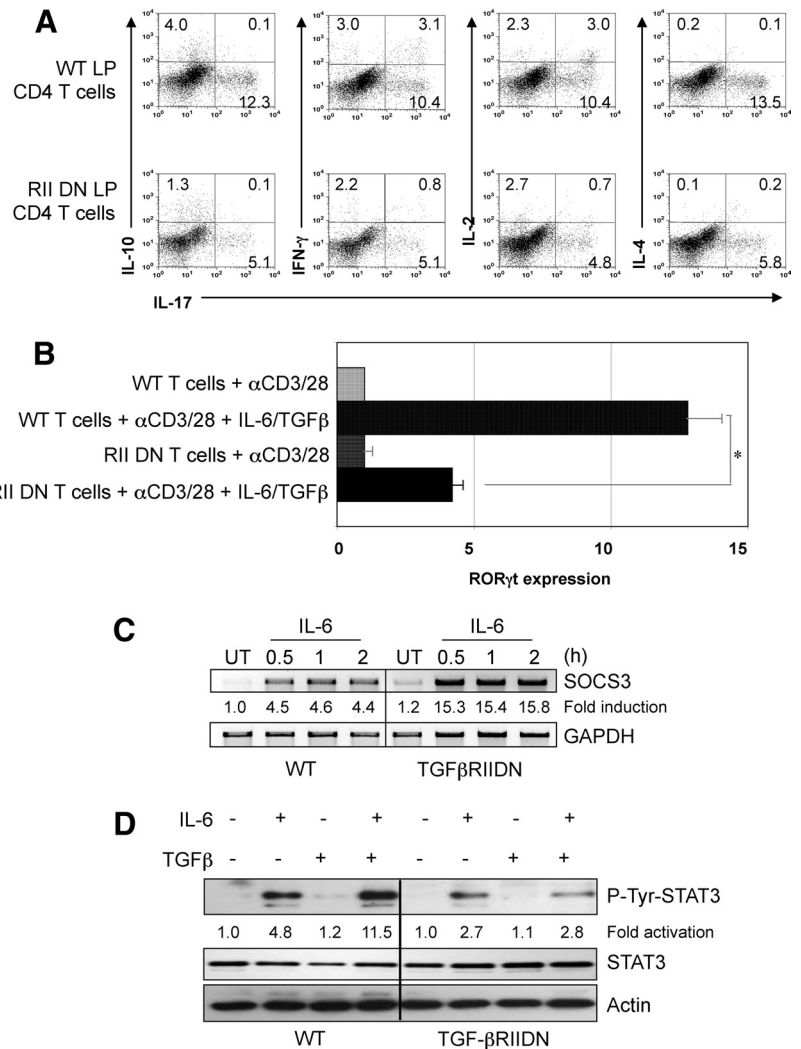 A
WT LP
CD4 T cells
4.0 0.1
12.3
3.0 3.1
10.4
2.3 3.0
10.4
0.2 0.1
13.5
RII DN LP
CD4 T cells
1.3 0.1
5.1
2.2 0.8
5.1
2.7 0.7
4.8
0.1 0.2
5.8
10⁰ 10¹ 10² 10³ 10⁴
IL-10
IFN-γ
IL-2
IL-4
IL-17
B
WT T cells + αCD3/28
WT T cells + αCD3/28 + IL-6/TGFβ
RII DN T cells + αCD3/28
RII DN T cells + αCD3/28 + IL-6/TGFβ
*
0 5 10 15
RORγt expression
C
IL-6 IL-6
UT 0.5 1 2 UT 0.5 1 2 (h)
SOCS3
1.0 4.5 4.6 4.4 1.2 15.3 15.4 15.8 Fold induction
GAPDH
WT TGFβRIIDN
D
IL-6 - + - + - + - +
TGFβ - - + + - - + +
P-Tyr-STAT3
1.0 4.8 1.2 11.5 1.0 2.7 1.1 2.8 Fold activation
STAT3
Actin
WT TGF-βRIIDN